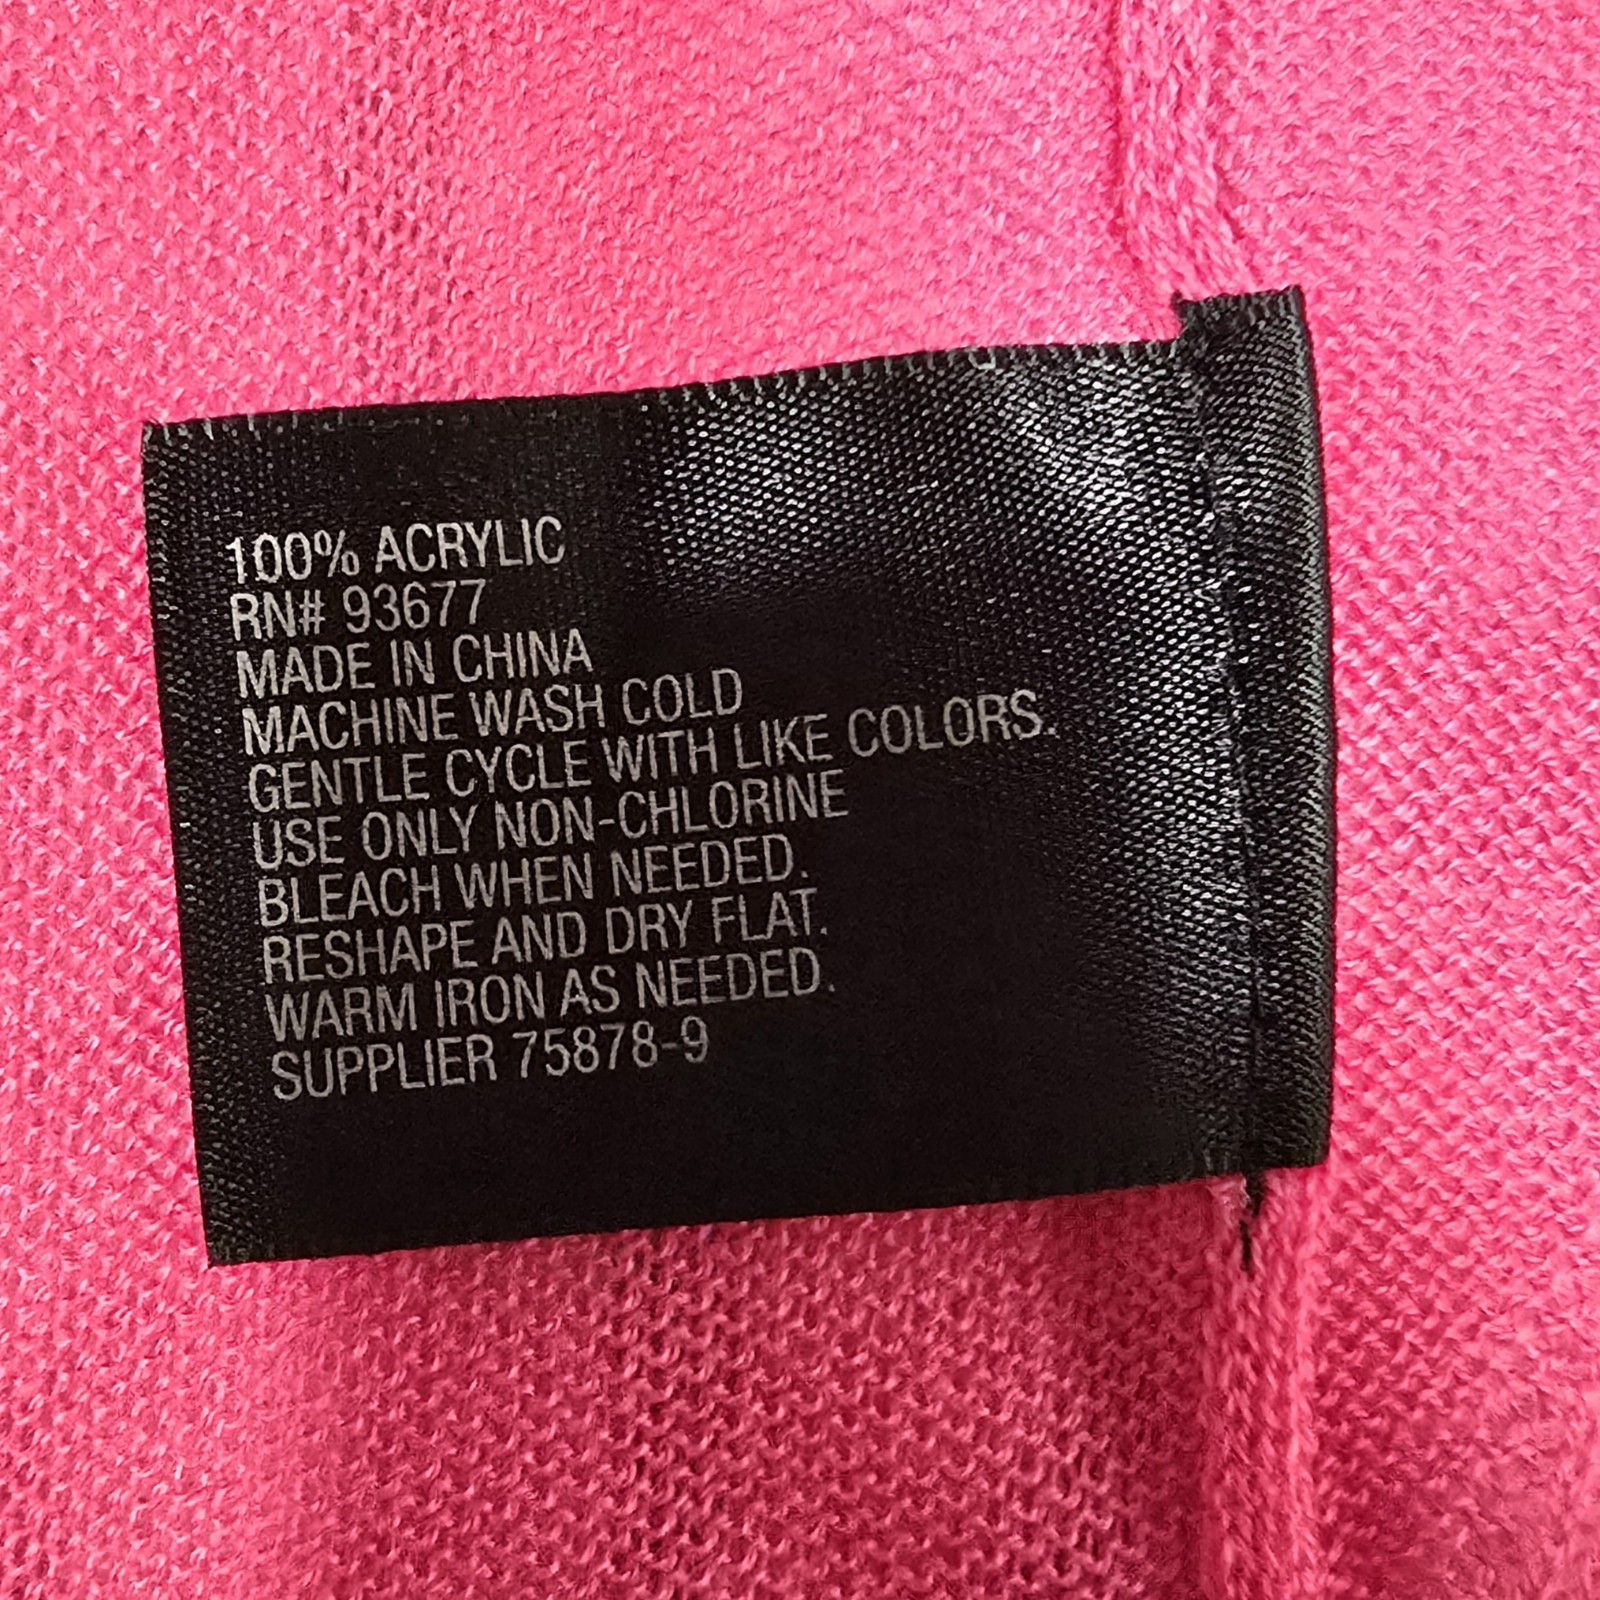 100% ACRYLIC
RN# 93677
MADE IN CHINA
MACHINE WASH COLD
GENTLE CYCLE WITH LIKE COLORS.
USE ONLY NON-CHLORINE
BLEACH WHEN NEEDED.
RESHAPE AND DRY FLAT.
WARM IRON AS NEEDED.
SUPPLIER 75878-9